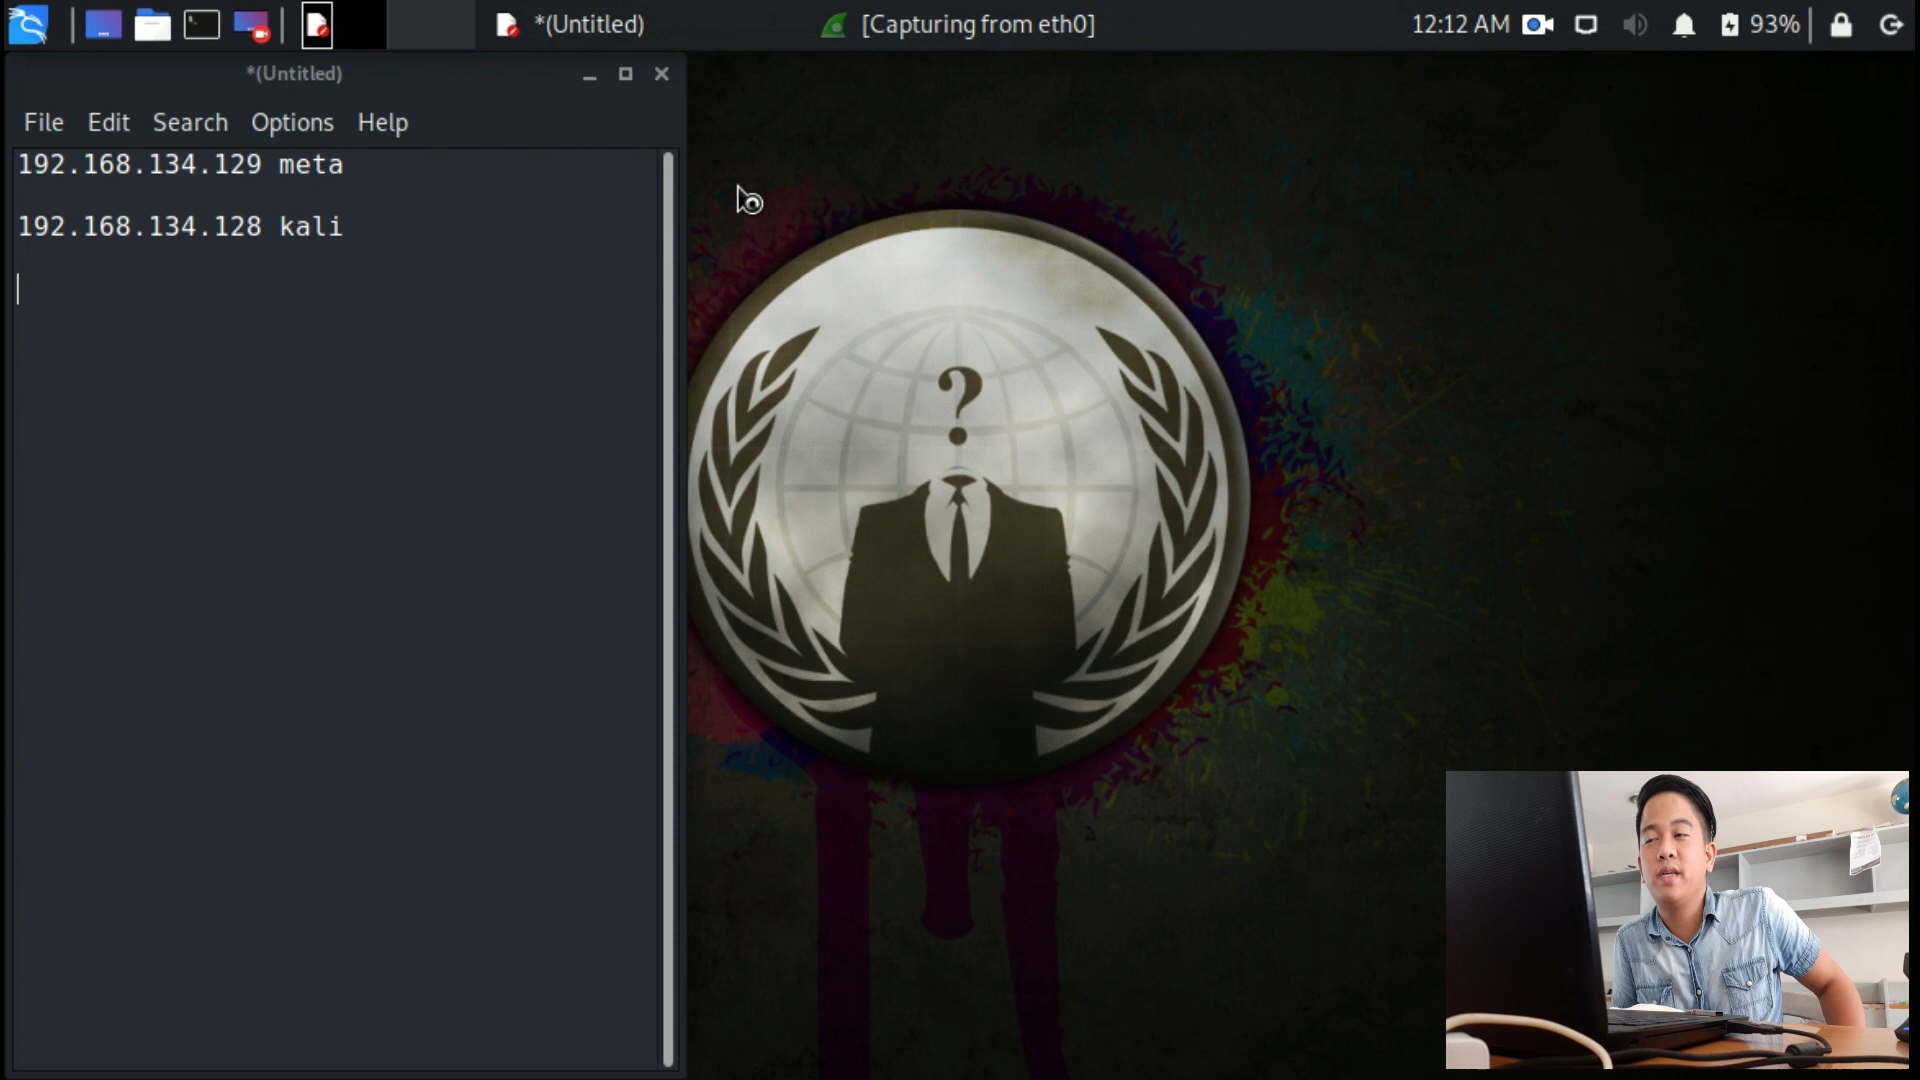 *(Untitled)
[Capturing from eth0]
12:12 AM
93%
*(Untitled)
File Edit Search Options Help
192.168.134.129 meta
192.168.134.128 kali
?